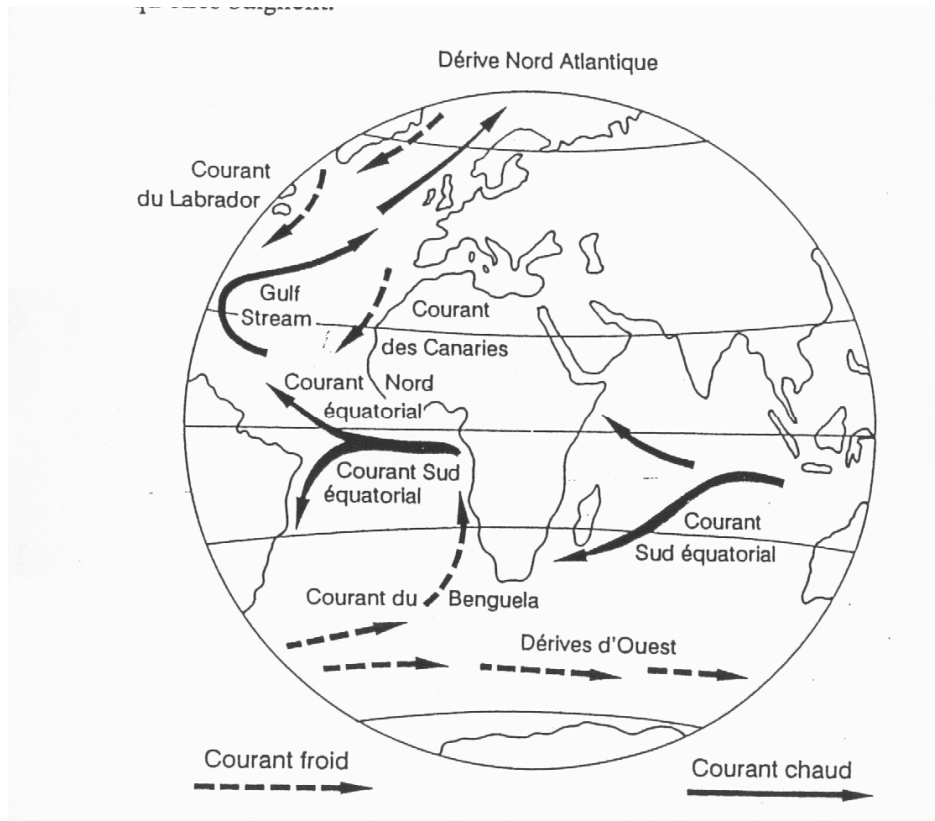 Dérive Nord Atlantique
Courant
du Labrador
Gulf
Stream
Courant
des Canaries
Courant Nord
équatorial
Courant Sud
équatorial
Courant
Sud équatorial
Courant du Benguela
Dérives d'Ouest
Courant froid
Courant chaud